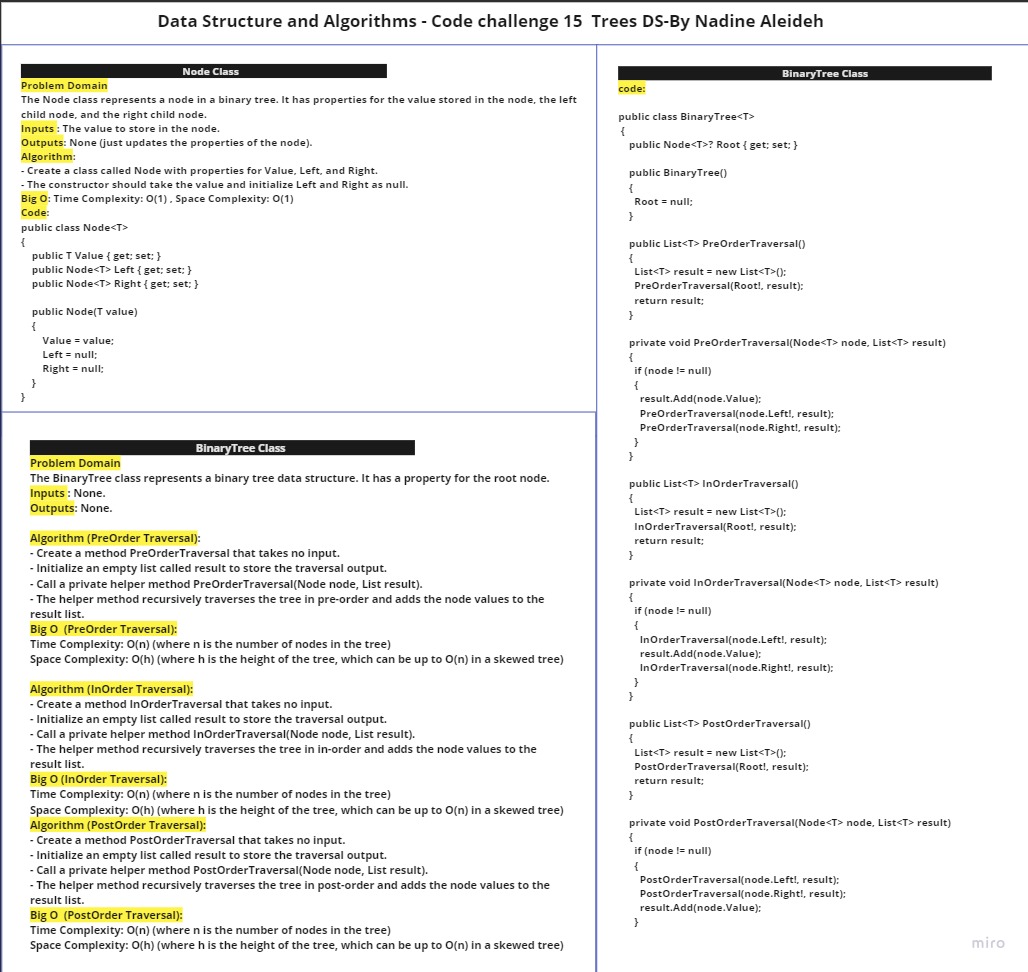 Data Structure and Algorithms - Code challenge 15  Trees DS-By Nadine Aleideh
Node Class
Problem Domain
The Node class represents a node in a binary tree. It has properties for the value stored in the node, the left
child node, and the right child node.
Inputs : The value to store in the node.
Outputs: None (just updates the properties of the node).
Algorithm:
- Create a class called Node with properties for Value, Left, and Right.
- The constructor should take the value and initialize Left and Right as null.
Big O: Time Complexity: O(1) , Space Complexity: O(1)
Code:
public class Node<T>
{
public T Value { get; set; }
public Node<T> Left { get; set; }
public Node<T> Right { get; set; }
public Node(T value)
{
Value = value;
Left = null;
Right = null;
}
}
BinaryTree Class
Problem Domain
The BinaryTree class represents a binary tree data structure. It has a property for the root node.
Inputs : None.
Outputs: None.
Algorithm (PreOrder Traversal):
- Create a method PreOrderTraversal that takes no input.
- Initialize an empty list called result to store the traversal output.
- Call a private helper method PreOrderTraversal(Node node, List result).
- The helper method recursively traverses the tree in pre-order and adds the node values to the
result list.
Big O  (PreOrder Traversal):
Time Complexity: O(n) (where n is the number of nodes in the tree)
Space Complexity: O(h) (where h is the height of the tree, which can be up to O(n) in a skewed tree)
Algorithm (InOrder Traversal):
- Create a method InOrderTraversal that takes no input.
- Initialize an empty list called result to store the traversal output.
- Call a private helper method InOrderTraversal(Node node, List result).
- The helper method recursively traverses the tree in in-order and adds the node values to the
result list.
Big O (InOrder Traversal):
Time Complexity: O(n) (where n is the number of nodes in the tree)
Space Complexity: O(h) (where h is the height of the tree, which can be up to O(n) in a skewed tree)
Algorithm (PostOrder Traversal):
- Create a method PostOrderTraversal that takes no input.
- Initialize an empty list called result to store the traversal output.
- Call a private helper method PostOrderTraversal(Node node, List result).
- The helper method recursively traverses the tree in post-order and adds the node values to the
result list.
Big O  (PostOrder Traversal):
Time Complexity: O(n) (where n is the number of nodes in the tree)
Space Complexity: O(h) (where h is the height of the tree, which can be up to O(n) in a skewed tree)
BinaryTree Class
code:
public class BinaryTree<T>
{
public Node<T>? Root { get; set; }
public BinaryTree()
{
Root = null;
}
public List<T> PreOrderTraversal()
{
List<T> result = new List<T>();
PreOrderTraversal(Root!, result);
return result;
}
private void PreOrderTraversal(Node<T> node, List<T> result)
{
if (node != null)
{
result.Add(node.Value);
PreOrderTraversal(node.Left!, result);
PreOrderTraversal(node.Right!, result);
}
}
public List<T> InOrderTraversal()
{
List<T> result = new List<T>();
InOrderTraversal(Root!, result);
return result;
}
private void InOrderTraversal(Node<T> node, List<T> result)
{
if (node != null)
{
InOrderTraversal(node.Left!, result);
result.Add(node.Value);
InOrderTraversal(node.Right!, result);
}
}
public List<T> PostOrderTraversal()
{
List<T> result = new List<T>();
PostOrderTraversal(Root!, result);
return result;
}
private void PostOrderTraversal(Node<T> node, List<T> result)
{
if (node != null)
{
PostOrderTraversal(node.Left!, result);
PostOrderTraversal(node.Right!, result);
result.Add(node.Value);
}
miro